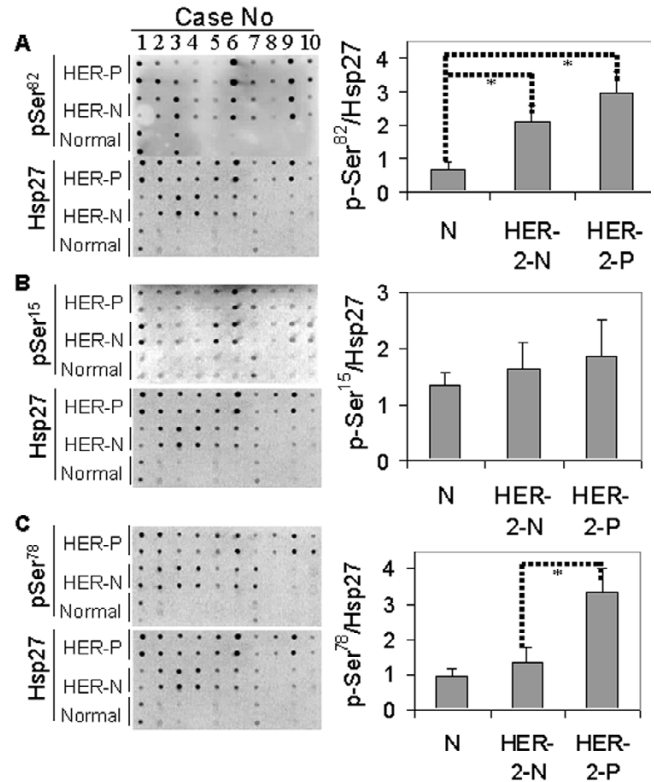 Case No
A 1 2 3 4 5 6 7 8 9 10
pSer82
HER-P
HER-N
Normal
Hsp27
HER-P
HER-N
Normal
p-Ser82/Hsp27
4
3
2
1
0
*
*
N HER-2-N HER-2-P
B
pSer15
HER-P
HER-N
Normal
Hsp27
HER-P
HER-N
Normal
p-Ser15/Hsp27
3
2
1
0
N HER-2-N HER-2-P
C
pSer78
HER-P
HER-N
Normal
Hsp27
HER-P
HER-N
Normal
p-Ser78/Hsp27
4
3
2
1
0
*
N HER-2-N HER-2-P